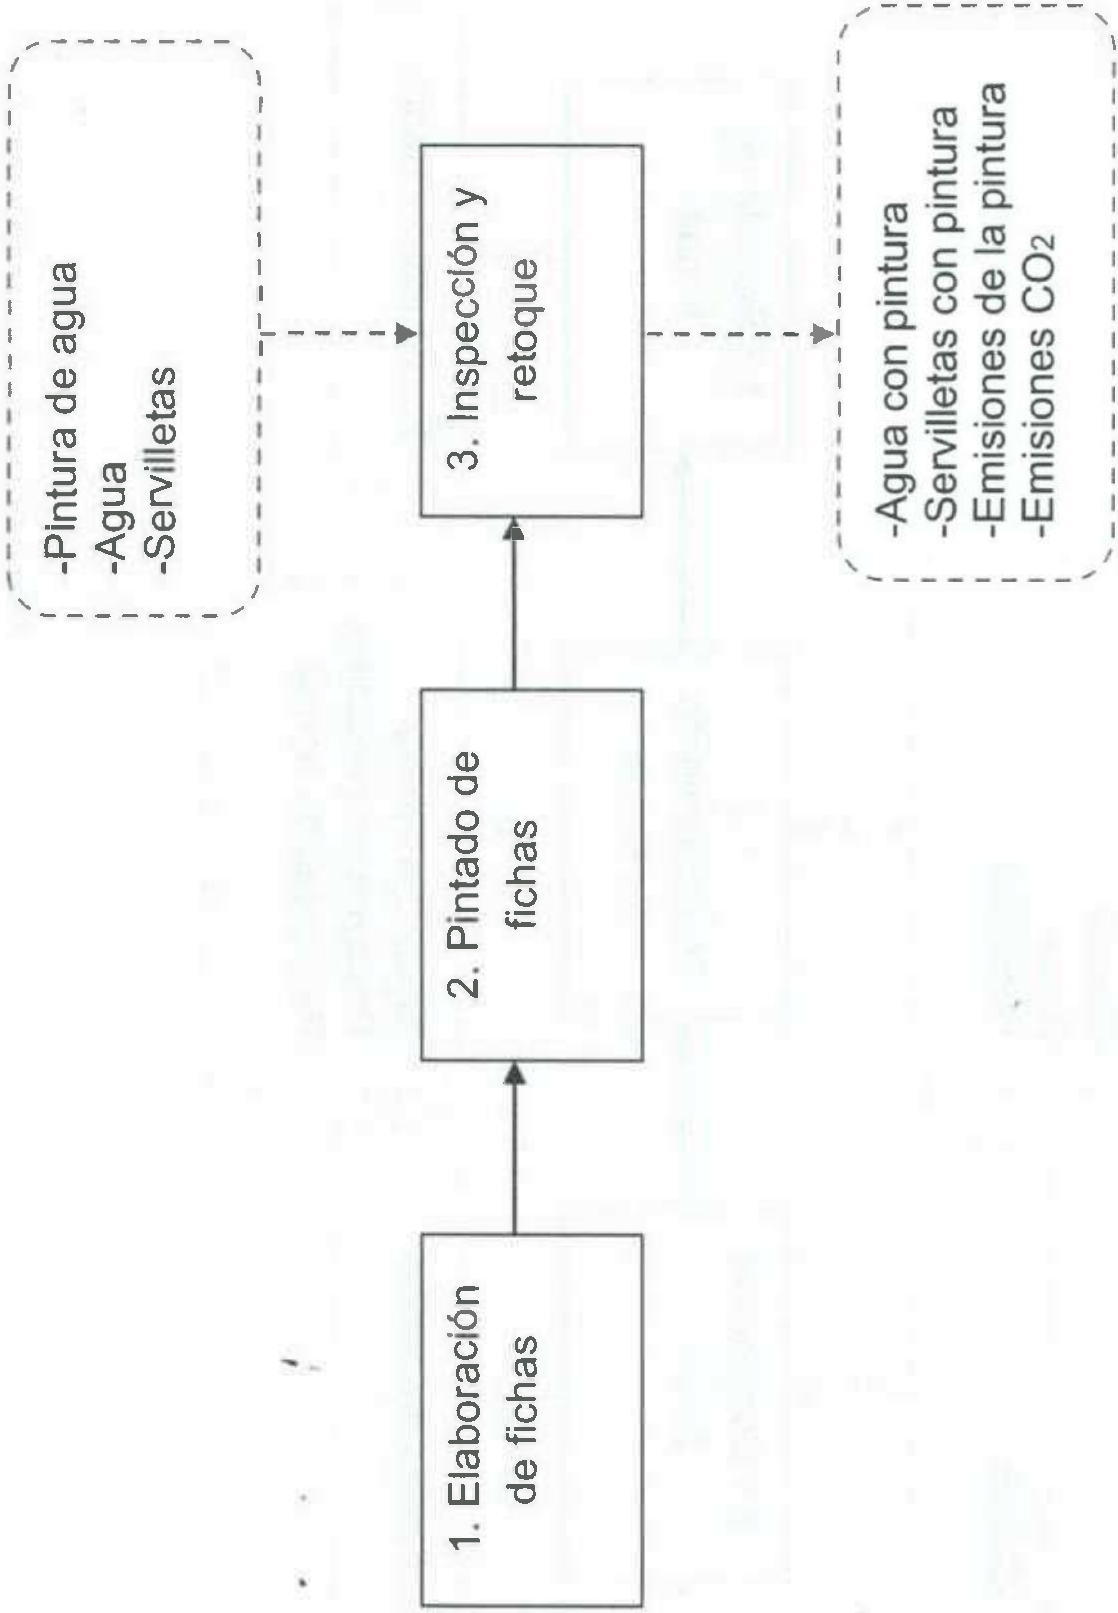 -Pintura de agua
-Agua
-Servilletas
1. Elaboración
de fichas
2. Pintado de
fichas
3. Inspección y
retoque
-Agua con pintura
-Servilletas con pintura
-Emisiones de la pintura
-Emisiones CO2